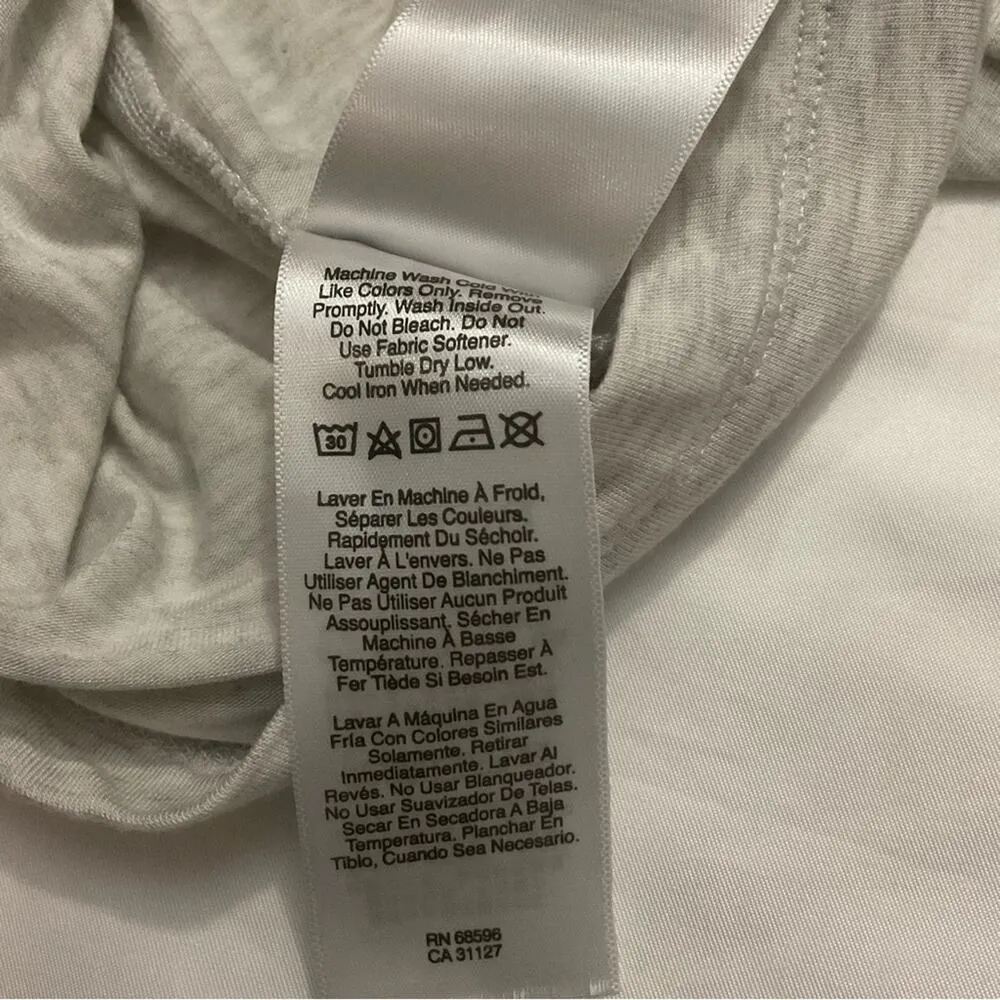 Machine Wash Cold With
Like Colors Only. Remove
Promptly. Wash Inside Out.
Do Not Bleach. Do Not
Use Fabric Softener.
Tumble Dry Low.
Cool Iron When Needed.
30
Laver En Machine À Froid,
Séparer Les Couleurs.
Rapidement Du Séchoir.
Laver À L'envers. Ne Pas
Utiliser Agent De Blanchiment.
Ne Pas Utiliser Aucun Produit
Assouplissant. Sécher En
Machine À Basse
Température. Repasser À
Fer Tiède Si Besoin Est.
Lavar A Máquina En Agua
Fría Con Colores Similares
Solamente. Retirar
Inmediatamente. Lavar Al
Revés. No Usar Blanqueador.
No Usar Suavizador De Telas.
Secar En Secadora A Baja
Temperatura. Planchar En
Tibio, Cuando Sea Necesario.
RN 68596
CA 31127